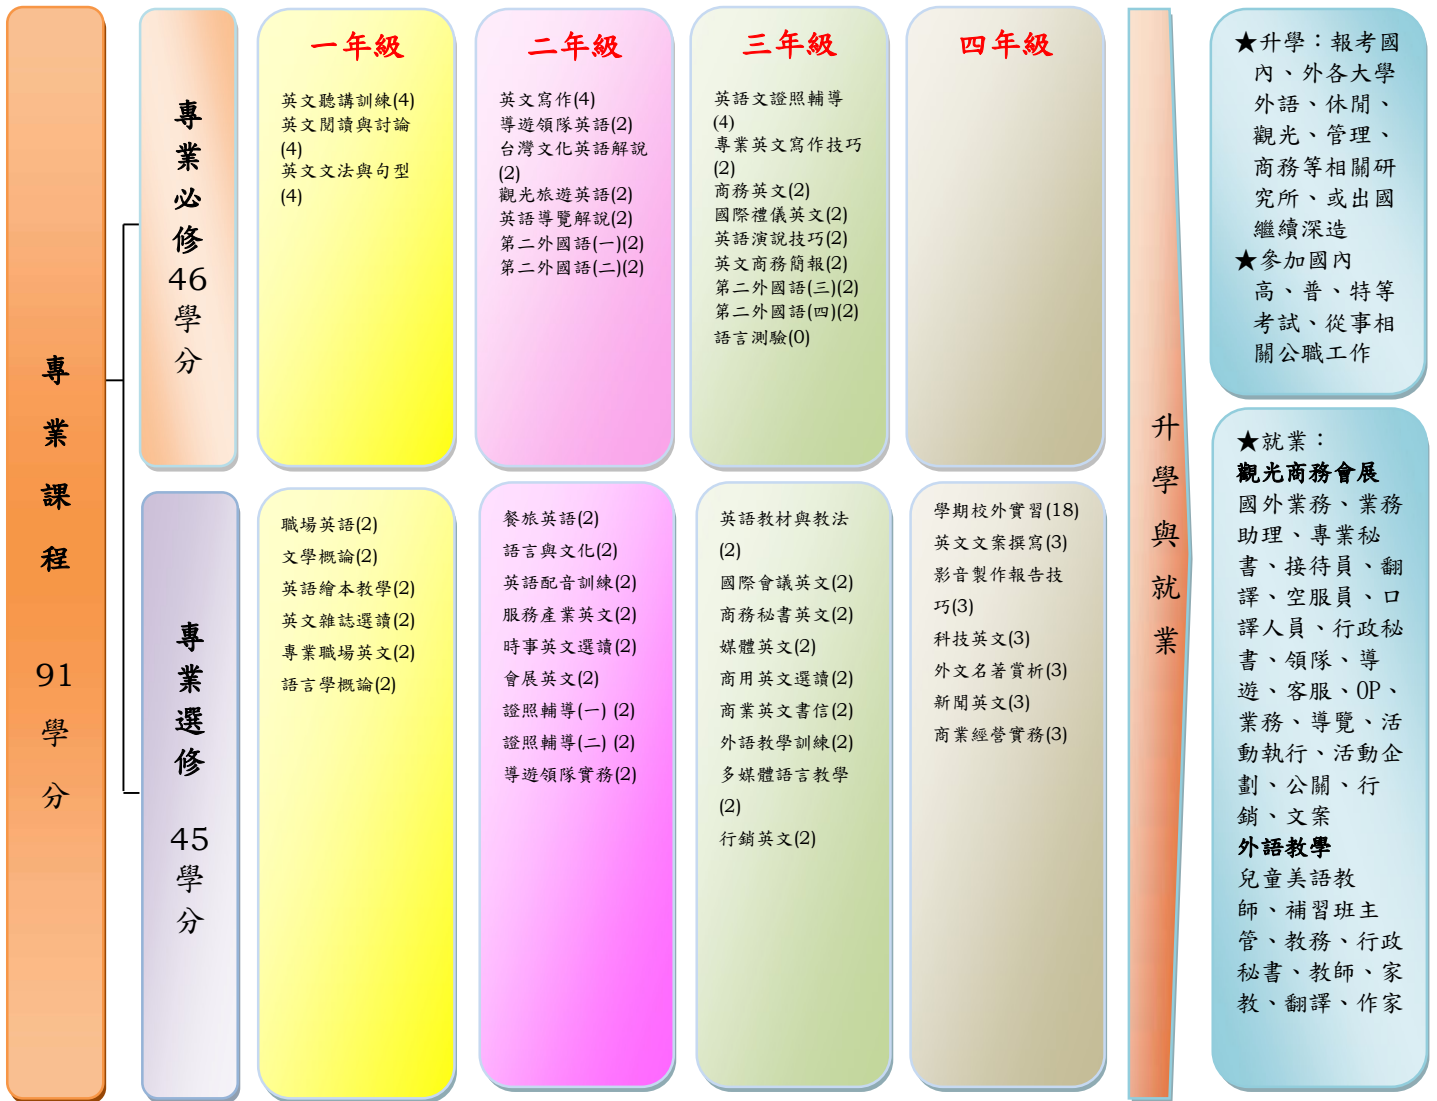 專
業
課
程
91
學
分
專
業
必
修
46
學
分
一年級
英文聽講訓練(4)
英文閱讀與討論
(4)
英文文法與句型
(4)
二年級
英文寫作(4)
導遊領隊英語(2)
台灣文化英語解說
(2)
觀光旅遊英語(2)
英語導覽解說(2)
第二外國語(一)(2)
第二外國語(二)(2)
三年級
英語文證照輔導
(4)
專業英文寫作技巧
(2)
商務英文(2)
國際禮儀英文(2)
英語演說技巧(2)
英文商務簡報(2)
第二外國語(三)(2)
第二外國語(四)(2)
語言測驗(0)
四年級
專
業
選
修
45
學
分
職場英語(2)
文學概論(2)
英語繪本教學(2)
英文雜誌選讀(2)
專業職場英文(2)
語言學概論(2)
餐旅英語(2)
語言與文化(2)
英語配音訓練(2)
服務產業英文(2)
時事英文選讀(2)
會展英文(2)
證照輔導(一) (2)
證照輔導(二) (2)
導遊領隊實務(2)
英語教材與教法
(2)
國際會議英文(2)
商務秘書英文(2)
媒體英文(2)
商用英文選讀(2)
商業英文書信(2)
外語教學訓練(2)
多媒體語言教學
(2)
行銷英文(2)
學期校外實習(18)
英文文案撰寫(3)
影音製作報告技
巧(3)
科技英文(3)
外文名著賞析(3)
新聞英文(3)
商業經營實務(3)
升
學
與
就
業
★升學：報考國
內、外各大學
外語、休閒、
觀光、管理、
商務等相關研
究所、或出國
繼續深造
★參加國內
高、普、特等
考試、從事相
關公職工作
★就業：
觀光商務會展
國外業務、業務
助理、專業秘
書、接待員、翻
譯、空服員、口
譯人員、行政秘
書、領隊、導
遊、客服、OP、
業務、導覽、活
動執行、活動企
劃、公關、行
銷、文案
外語教學
兒童美語教
師、補習班主
管、教務、行政
秘書、教師、家
教、翻譯、作家